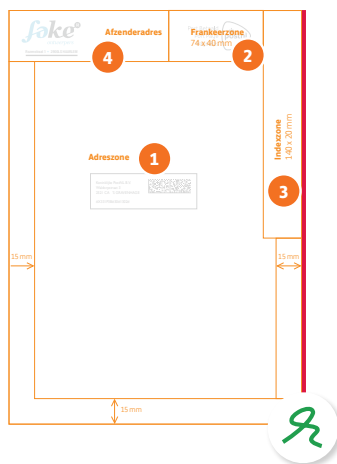 fake
Afzenderadres
4
Frankeerzone
74 x 40 mm
2
Indexzone
140 x 20 mm
3
Adreszone
1
15 mm
15 mm
15 mm